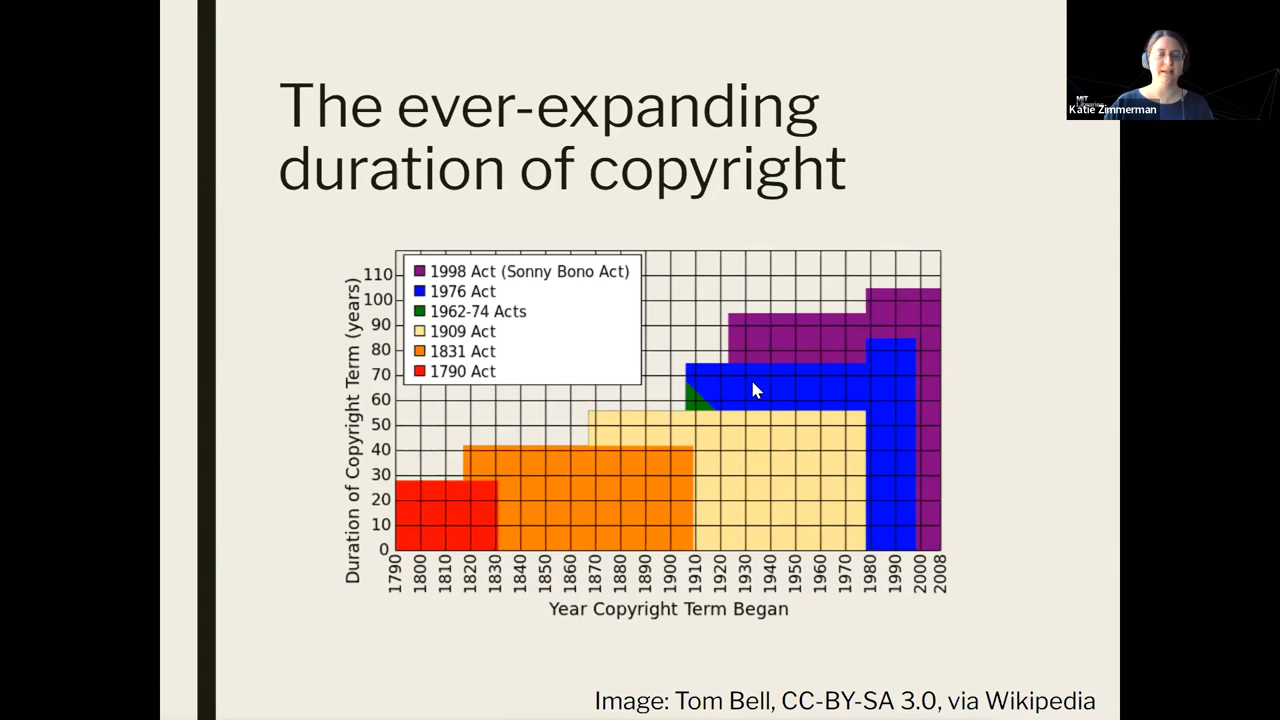 The ever-expanding
duration of copyright
MIT
Libraries
Katie Zimmerman
Duration of Copyright Term (years)
110
100
90
80
70
60
50
40
30
20
10
0
1998 Act (Sonny Bono Act)
1976 Act
1962-74 Acts
1909 Act
1831 Act
1790 Act
1790
1800
1810
1820
1830
1840
1850
1860
1870
1880
1890
1900
1910
1920
1930
1940
1950
1960
1970
1980
1990
2000
2008
Year Copyright Term Began
Image: Tom Bell, CC-BY-SA 3.0, via Wikipedia